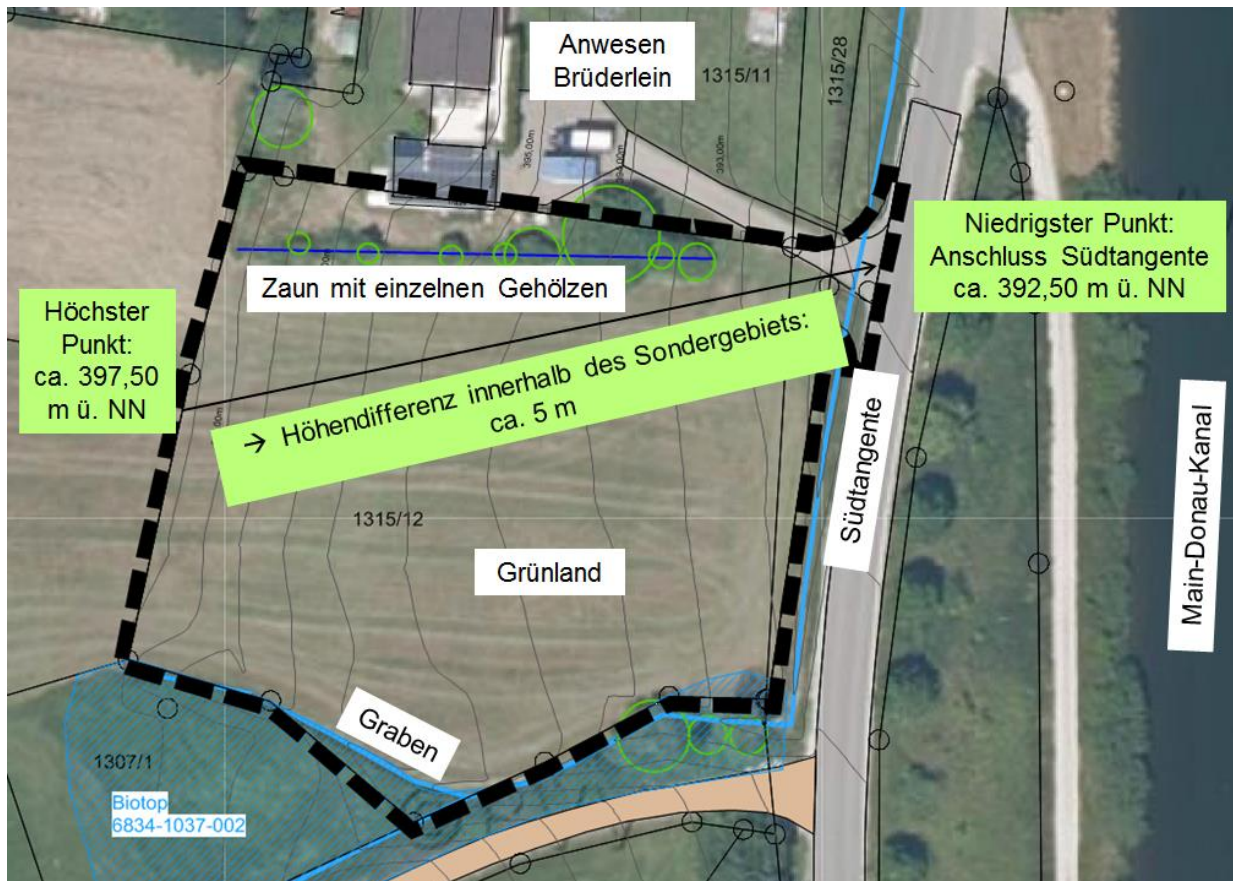 Anwesen
Brüderlein
1315/11
1315/28
395,00m
394,00m
393,00m
Niedrigster Punkt:
Anschluss Südtangente
ca. 392,50 m ü. NN
Zaun mit einzelnen Gehölzen
Höchster
Punkt:
ca. 397,50
m ü. NN
→ Höhendifferenz innerhalb des Sondergebiets:
ca. 5 m
Südtangente
Main-Donau-Kanal
1315/12
Grünland
Graben
1307/1
Biotop
6834-1037-002